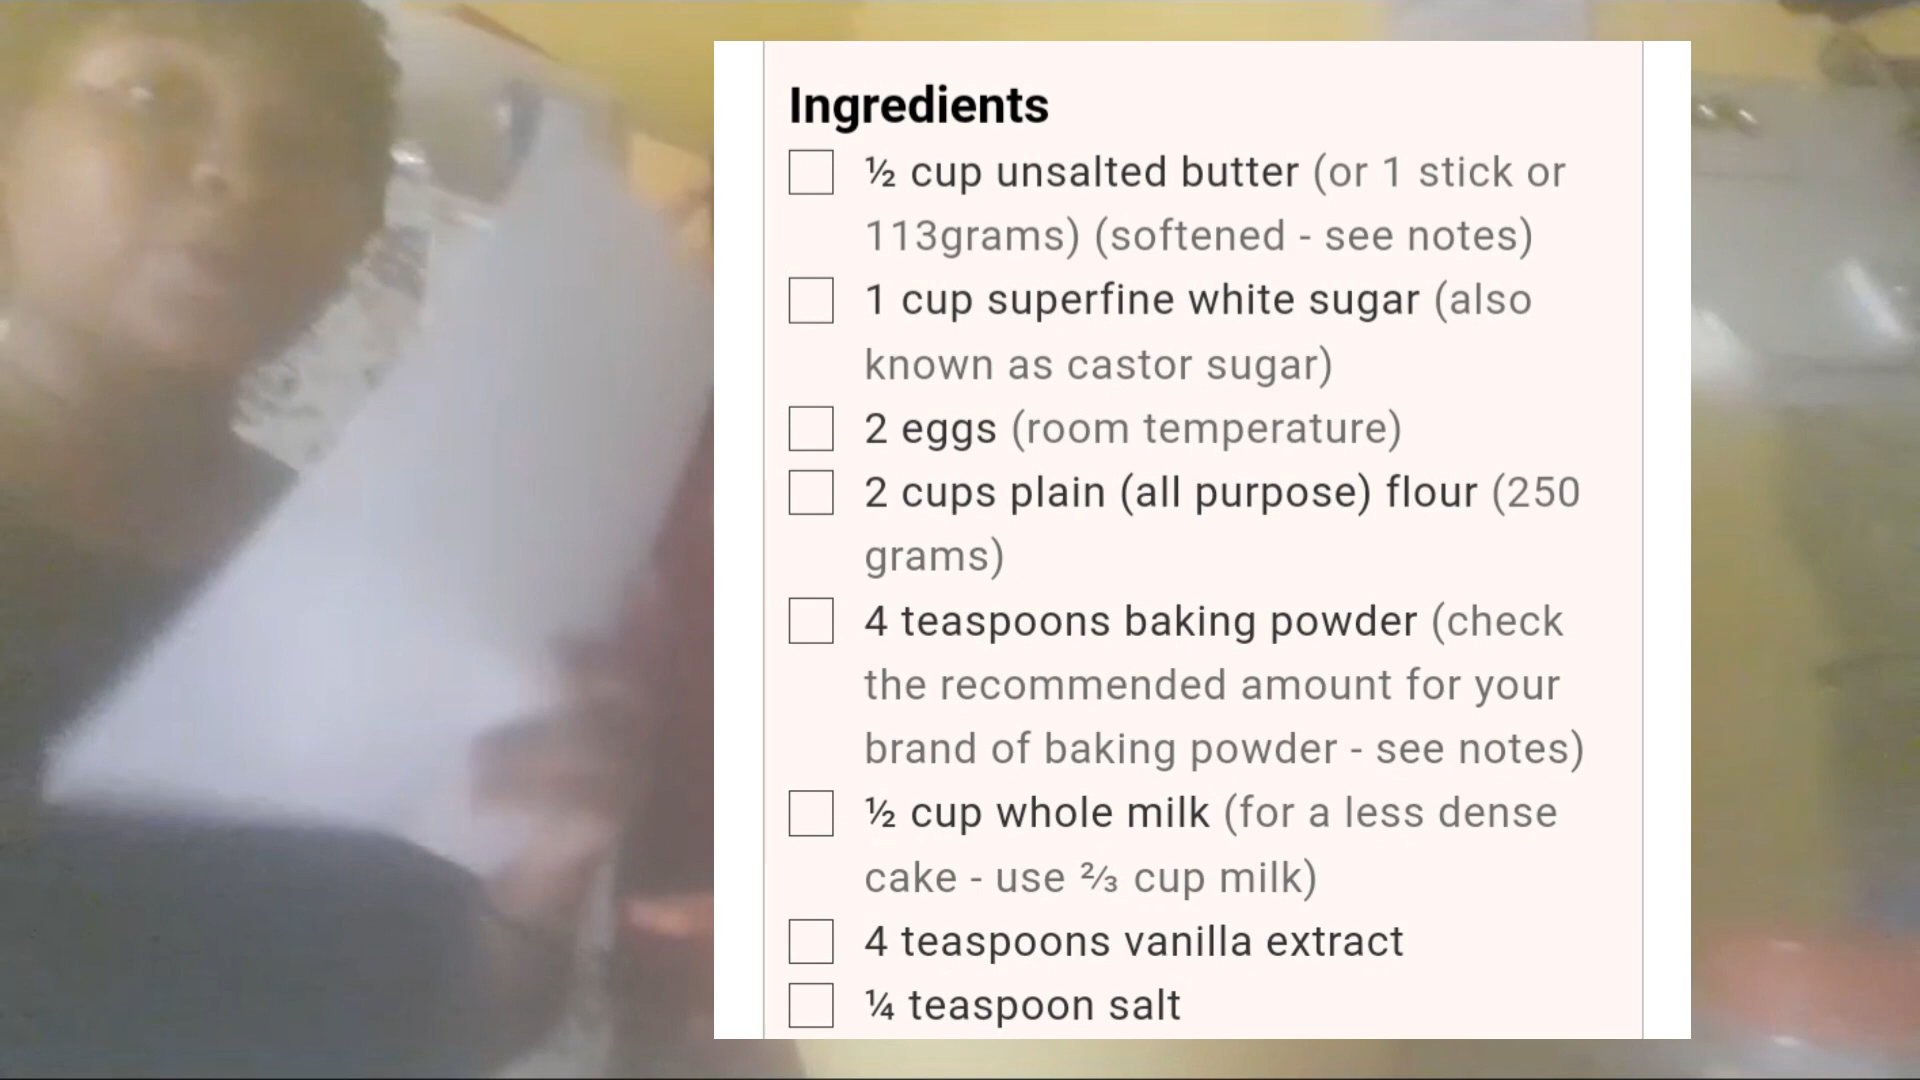 Ingredients
½ cup unsalted butter (or 1 stick or
113grams) (softened - see notes)
1 cup superfine white sugar (also
known as castor sugar)
2 eggs (room temperature)
2 cups plain (all purpose) flour (250
grams)
4 teaspoons baking powder (check
the recommended amount for your
brand of baking powder - see notes)
½ cup whole milk (for a less dense
cake - use ⅔ cup milk)
4 teaspoons vanilla extract
¼ teaspoon salt